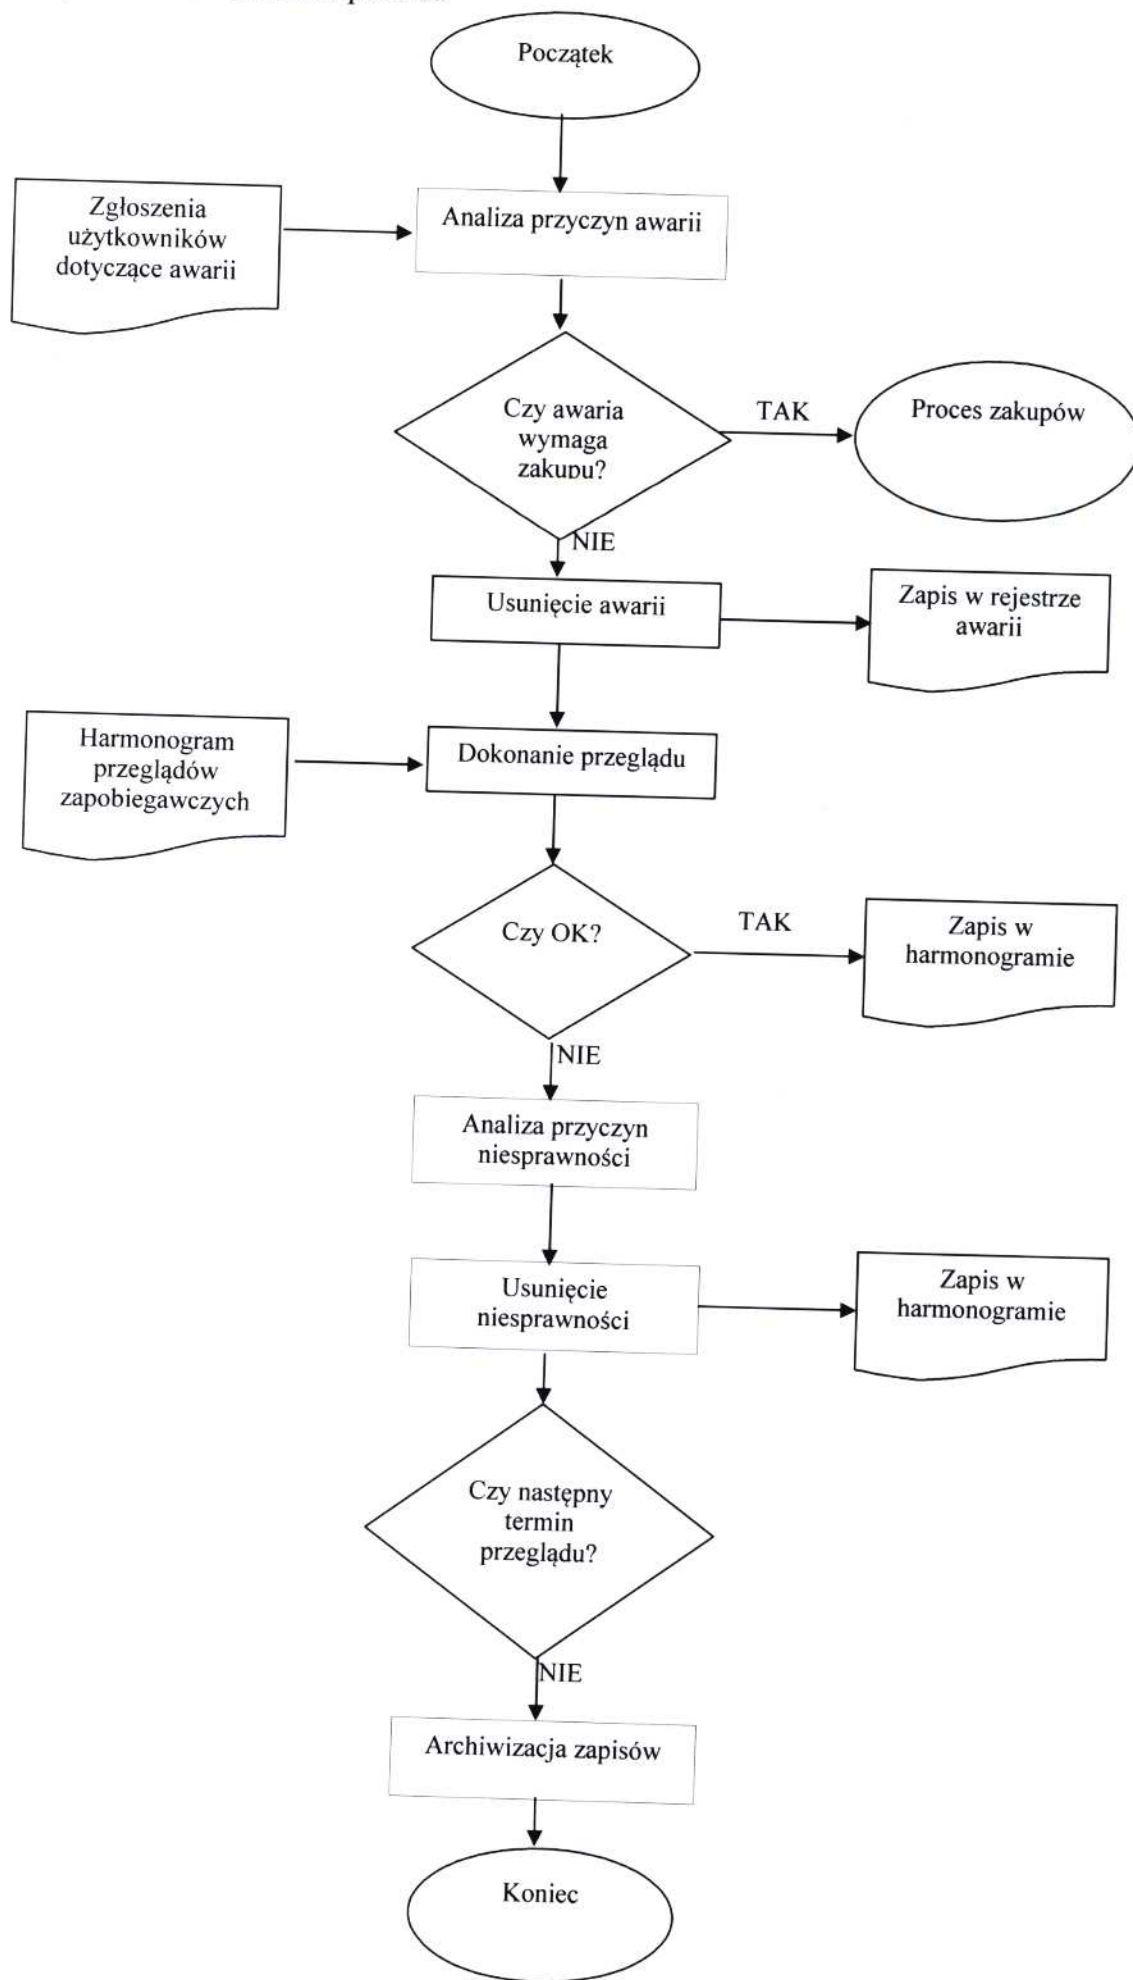 Początek
Zgłoszenia
użytkowników
dotyczące awarii
Analiza przyczyn awarii
Czy awaria
wymaga
zakupu?
TAK
Proces zakupów
NIE
Usunięcie awarii
Zapis w rejestrze
awarii
Harmonogram
przeglądów
zapobiegawczych
Dokonanie przeglądu
Czy OK?
TAK
Zapis w
harmonogramie
NIE
Analiza przyczyn
niesprawności
Usunięcie
niesprawności
Zapis w
harmonogramie
Czy następny
termin
przeglądu?
NIE
Archiwizacja zapisów
Koniec